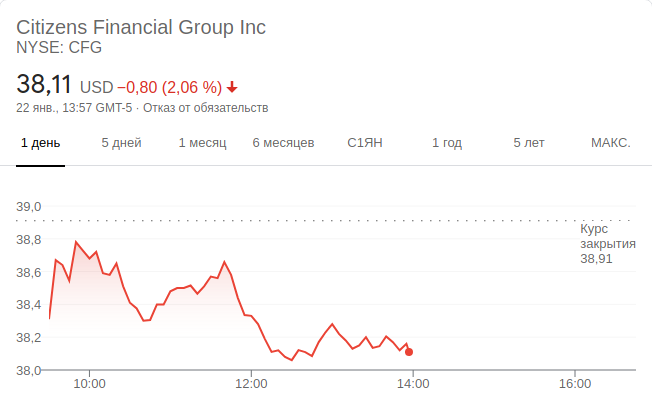 Citizens Financial Group Inc
NYSE: CFG
38,11 USD −0,80 (2,06 %)
22 янв., 13:57 GMT-5 · Отказ от обязательств
1 день 5 дней 1 месяц 6 месяцев С1ЯН 1 год 5 лет МАКС.
39,0
Курс
38,8
закрытия
38,91
38,6
38,4
38,2
38,0
10:00 12:00 14:00 16:00